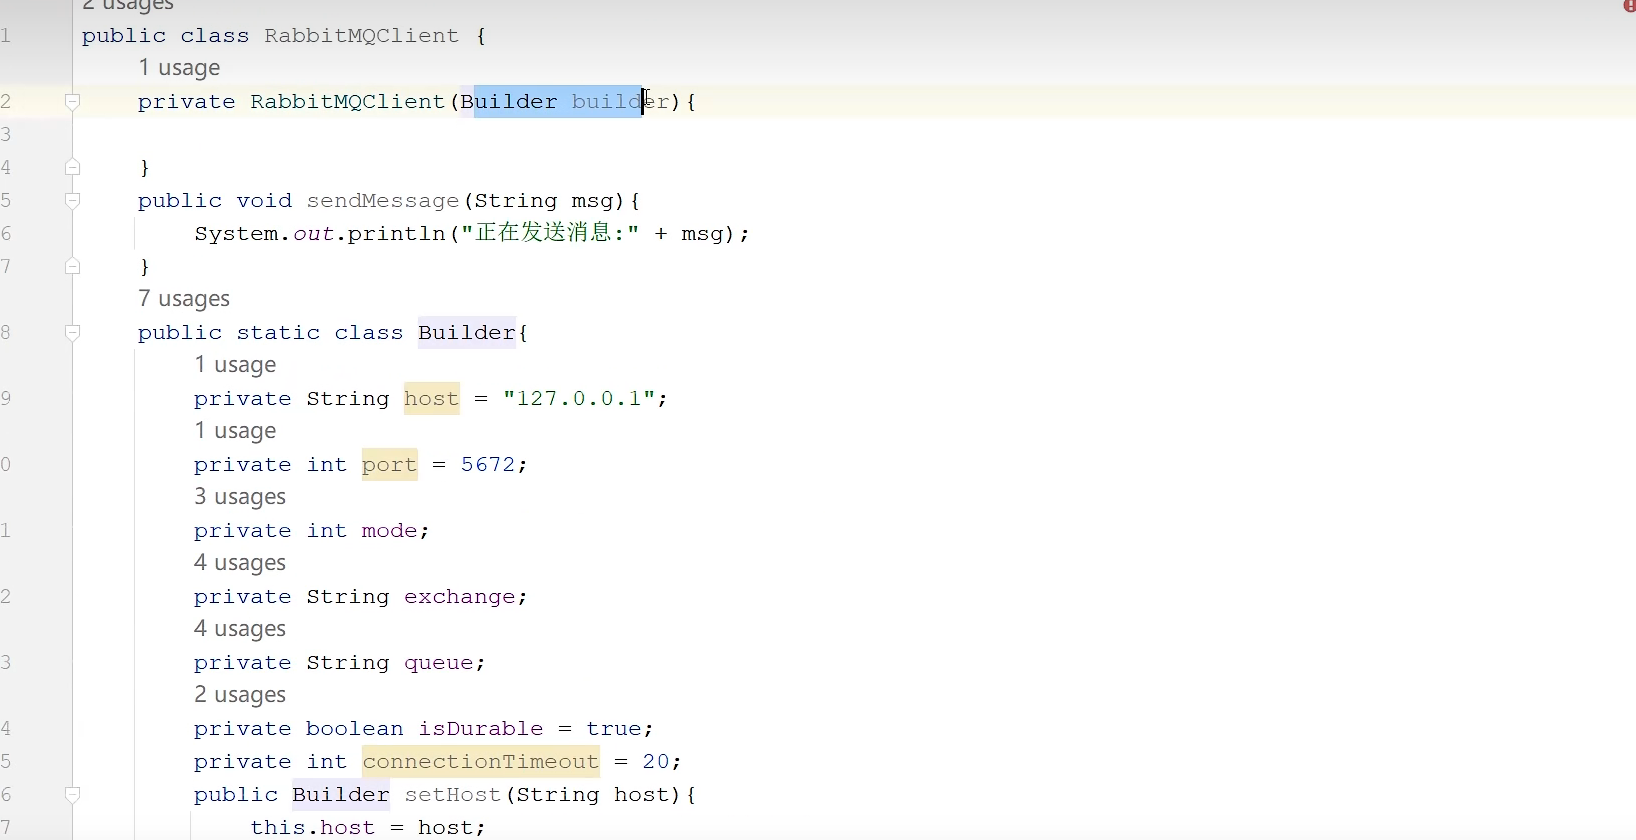 2 usages
1 public class RabbitMQClient {
1 usage
2 private RabbitMQClient(Builder builder){
3
4 }
5 public void sendMessage(String msg){
6 System.out.println("正在发送消息:" + msg);
7 }
7 usages
8 public static class Builder{
1 usage
9 private String host = "127.0.0.1";
1 usage
0 private int port = 5672;
3 usages
1 private int mode;
4 usages
2 private String exchange;
4 usages
3 private String queue;
2 usages
4 private boolean isDurable = true;
5 private int connectionTimeout = 20;
6 public Builder setHost(String host){
7 this.host = host;